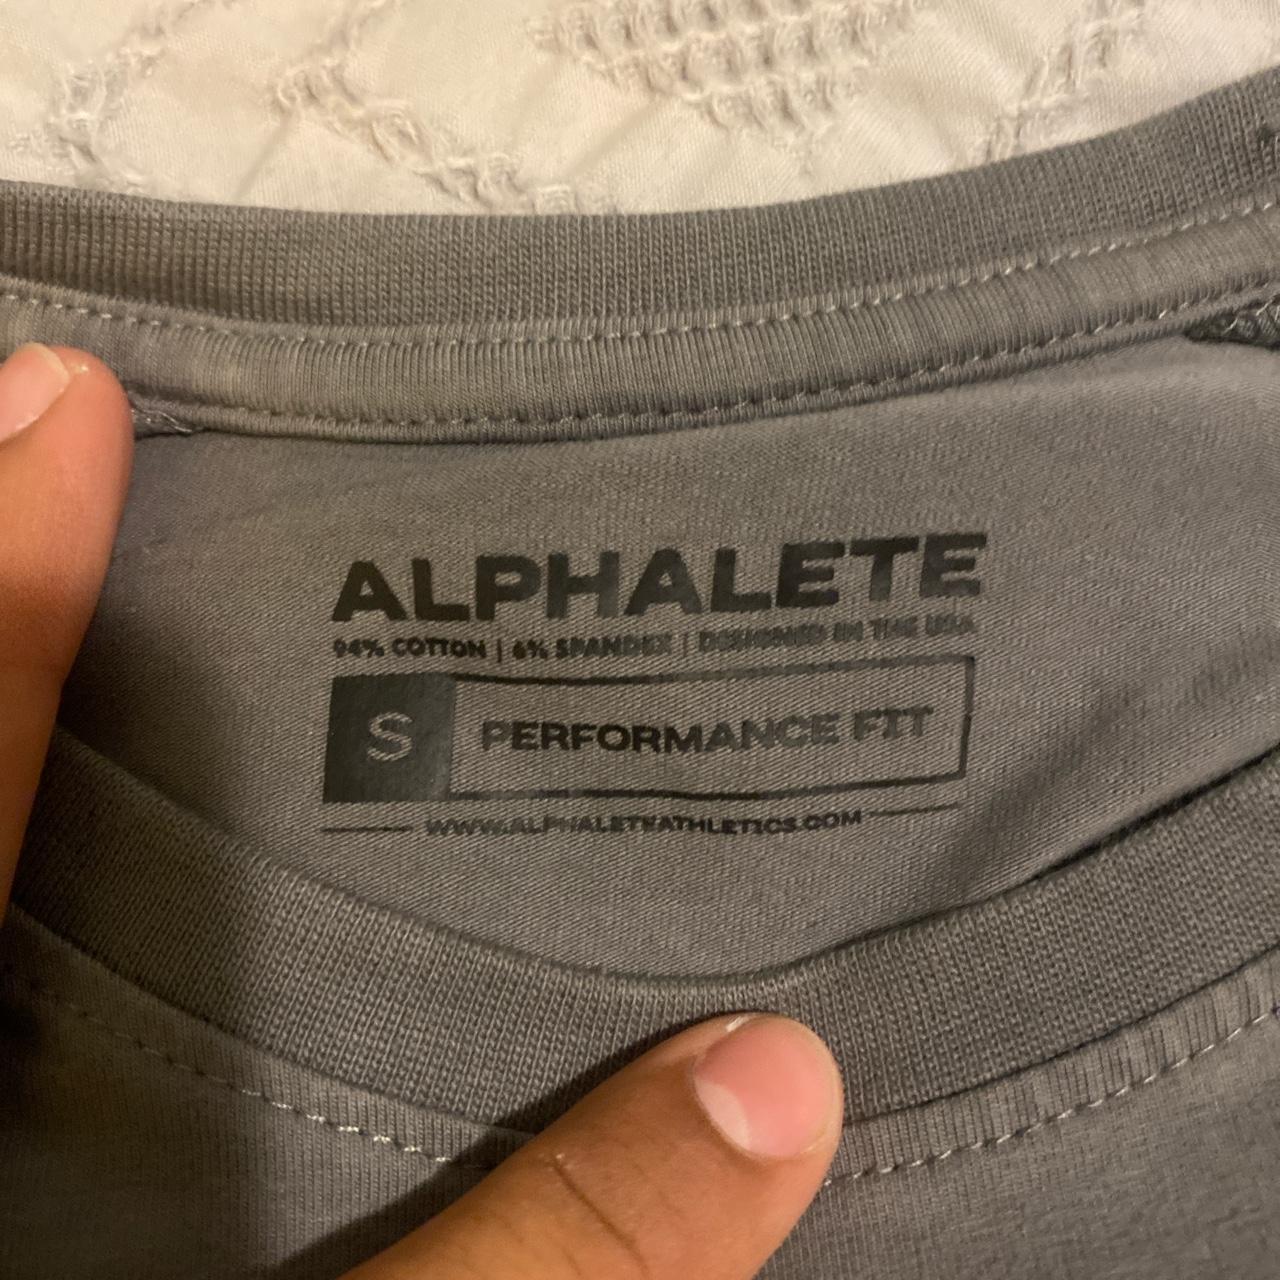 ALPHALETE
94% COTTON | 6% SPANDEX | DESIGNED IN THE USA
S PERFORMANCE FIT
WWW.ALPHALETEATHLETICS.COM